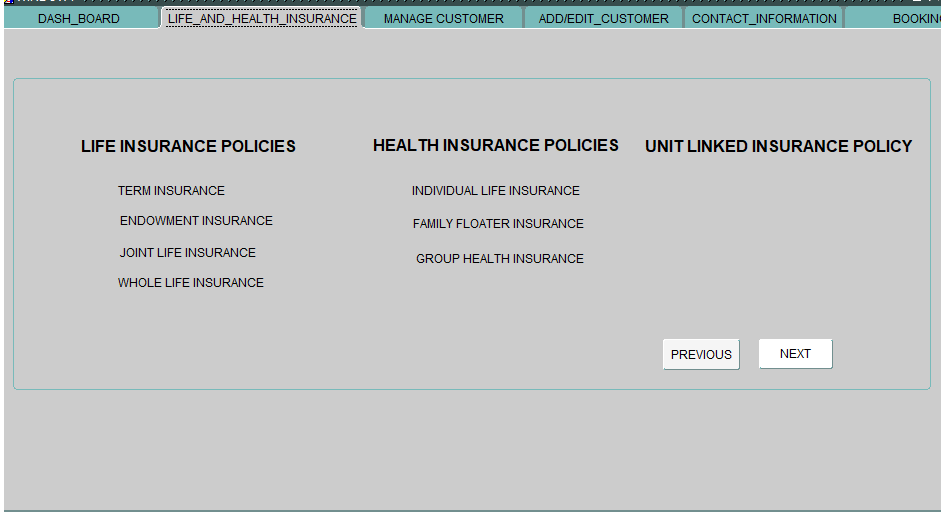 DASH_BOARD LIFE_AND_HEALTH_INSURANCE MANAGE CUSTOMER ADD/EDIT_CUSTOMER CONTACT_INFORMATION
LIFE INSURANCE POLICIES HEALTH INSURANCE POLICIES UNIT LINKED INSURANCE POLICY
TERM INSURANCE INDIVIDUAL LIFE INSURANCE
ENDOWMENT INSURANCE FAMILY FLOATER INSURANCE
JOINT LIFE INSURANCE GROUP HEALTH INSURANCE
WHOLE LIFE INSURANCE
PREVIOUS NEXT